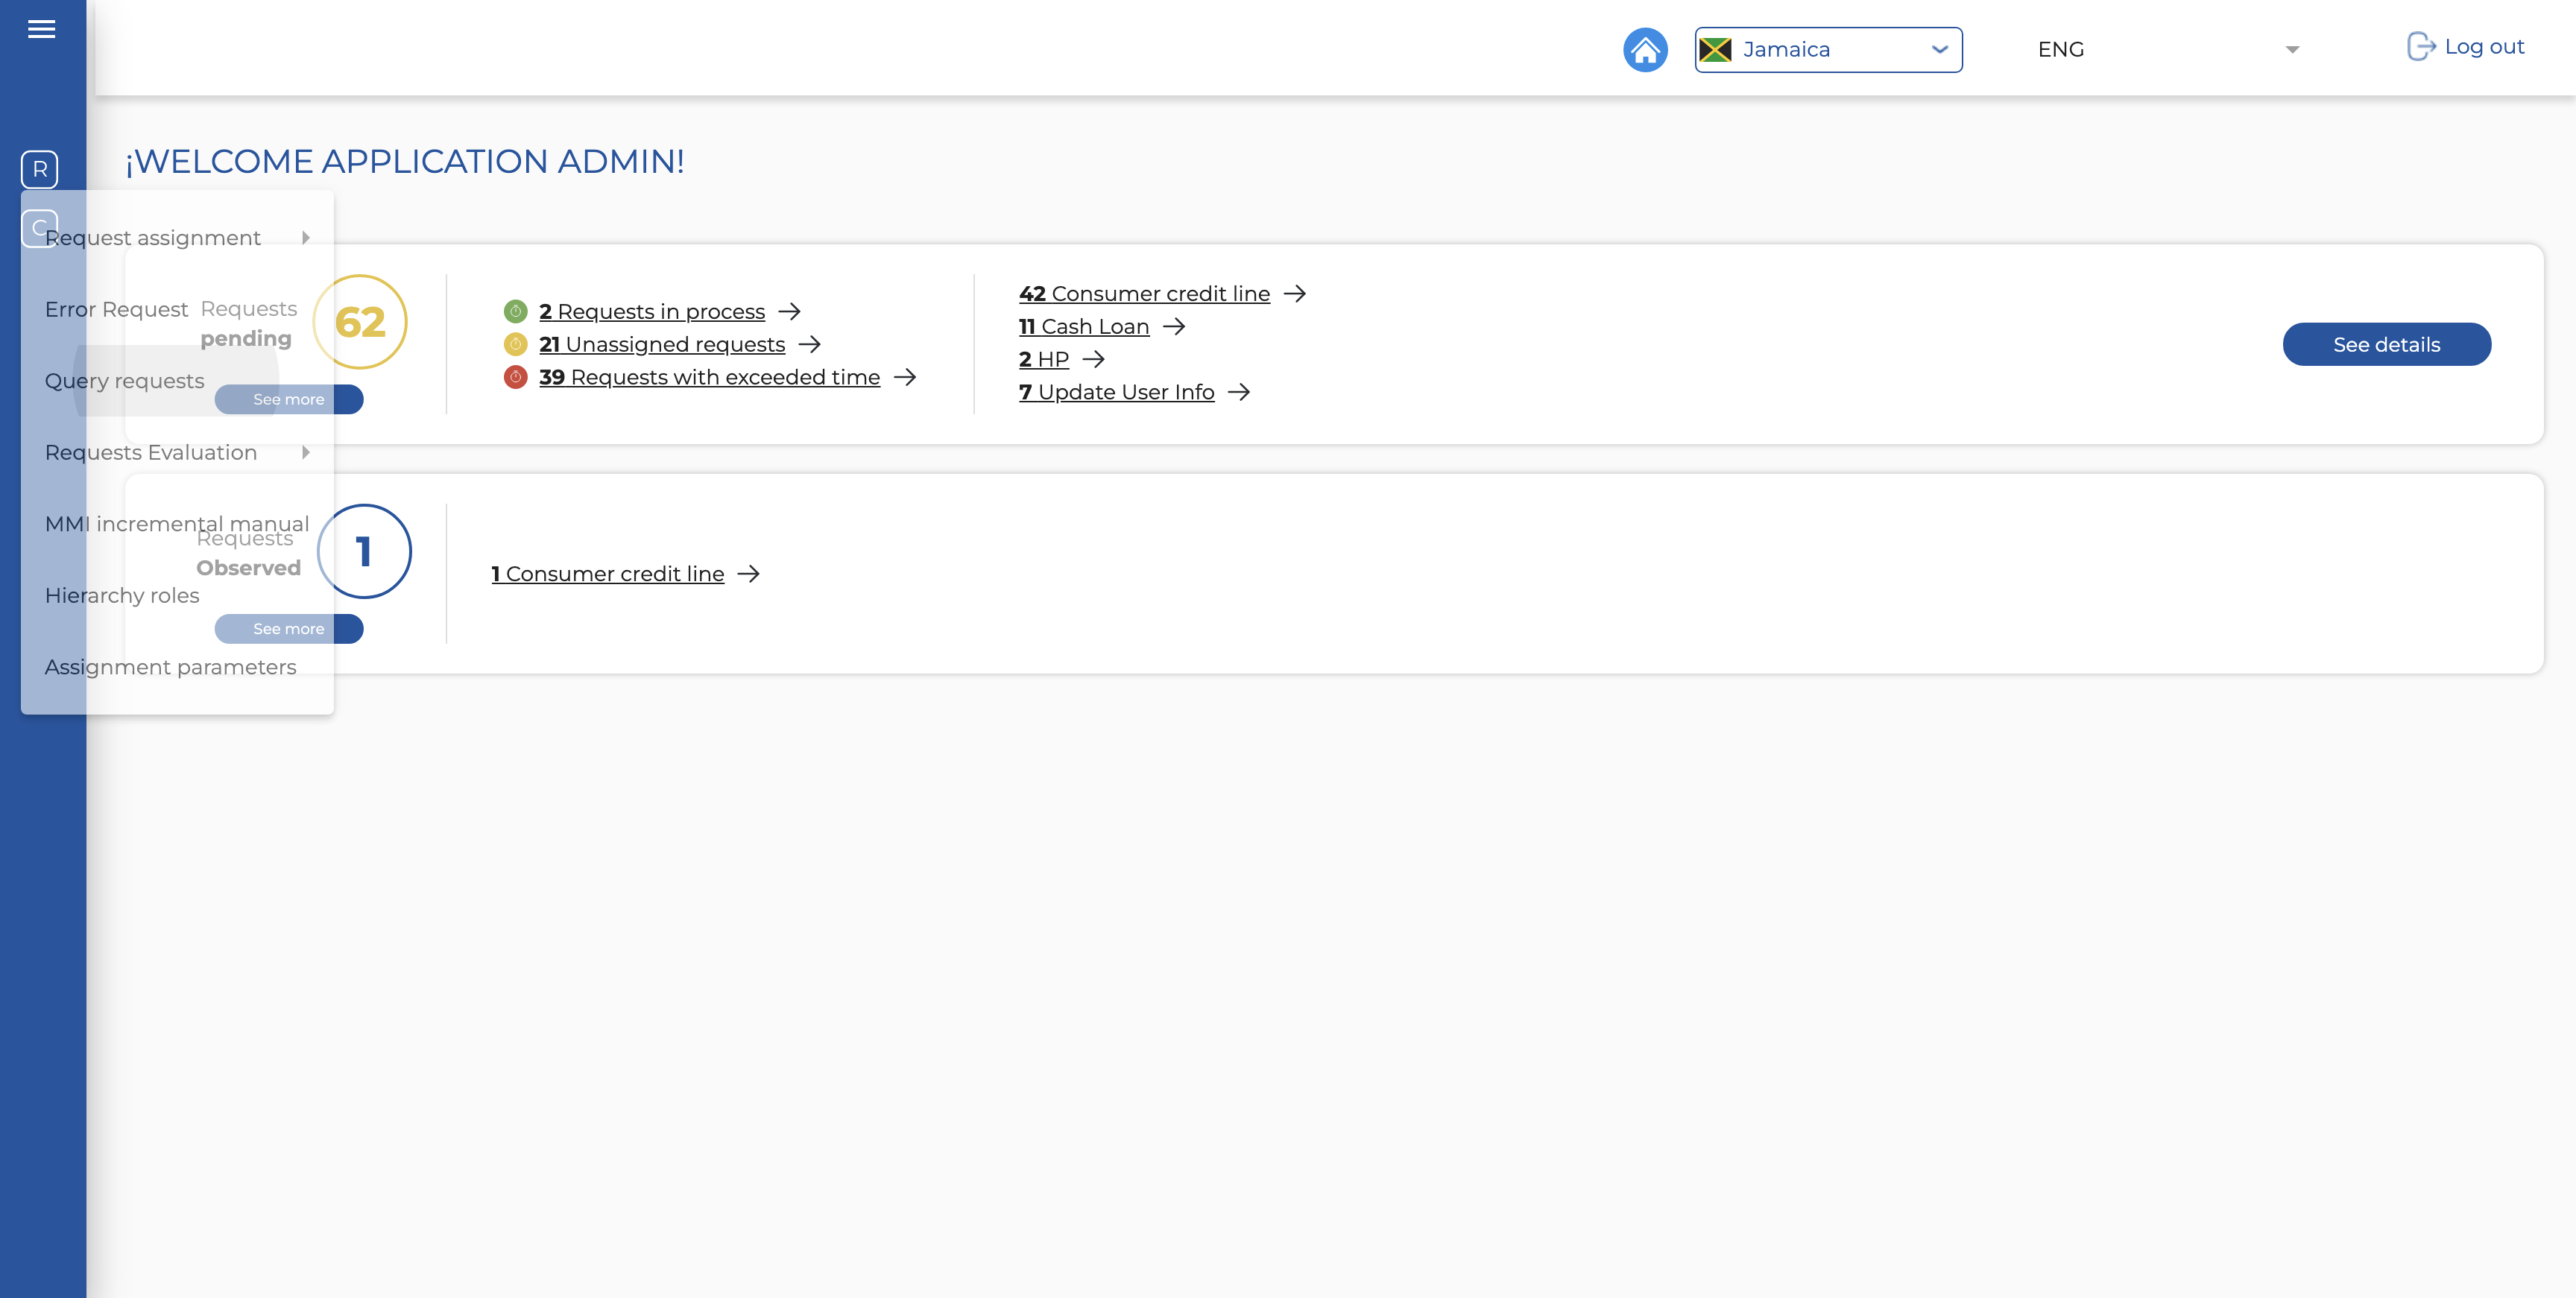 Jamaica
ENG
Log out
¡WELCOME APPLICATION ADMIN!
R
C
Request assignment
Error Request
Query requests
Requests Evaluation
MMI incremental manual
Hierarchy roles
Assignment parameters
Requests
pending
62
See more
2 Requests in process
21 Unassigned requests
39 Requests with exceeded time
42 Consumer credit line
11 Cash Loan
2 HP
7 Update User Info
See details
Requests
Observed
1
See more
1 Consumer credit line